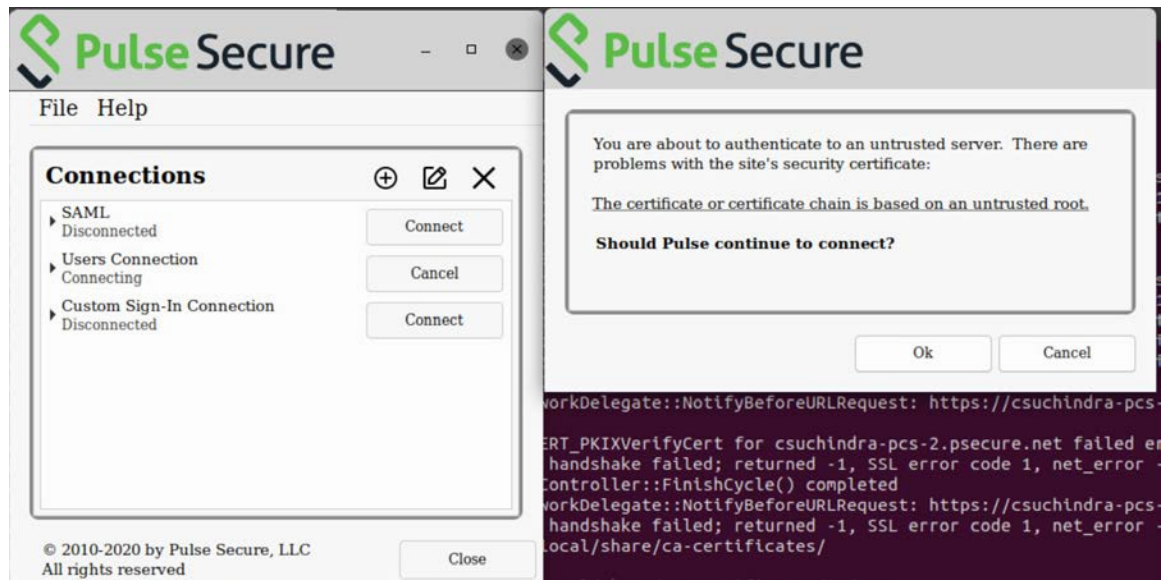 Pulse Secure
File Help
Connections
SAML
Disconnected
Connect
Users Connection
Connecting
Cancel
Custom Sign-In Connection
Disconnected
Connect
© 2010-2020 by Pulse Secure, LLC
All rights reserved
Close
Pulse Secure
You are about to authenticate to an untrusted server. There are
problems with the site's security certificate:
The certificate or certificate chain is based on an untrusted root.
Should Pulse continue to connect?
Ok
Cancel
workDelegate::NotifyBeforeURLRequest: https://csuchindra-pcs-
ERT_PKIXVerifyCert for csuchindra-pcs-2.psecure.net failed er
handshake failed; returned -1, SSL error code 1, net_error -
Controller::FinishCycle() completed
workDelegate::NotifyBeforeURLRequest: https://csuchindra-pcs-
handshake failed; returned -1, SSL error code 1, net_error -
local/share/ca-certificates/